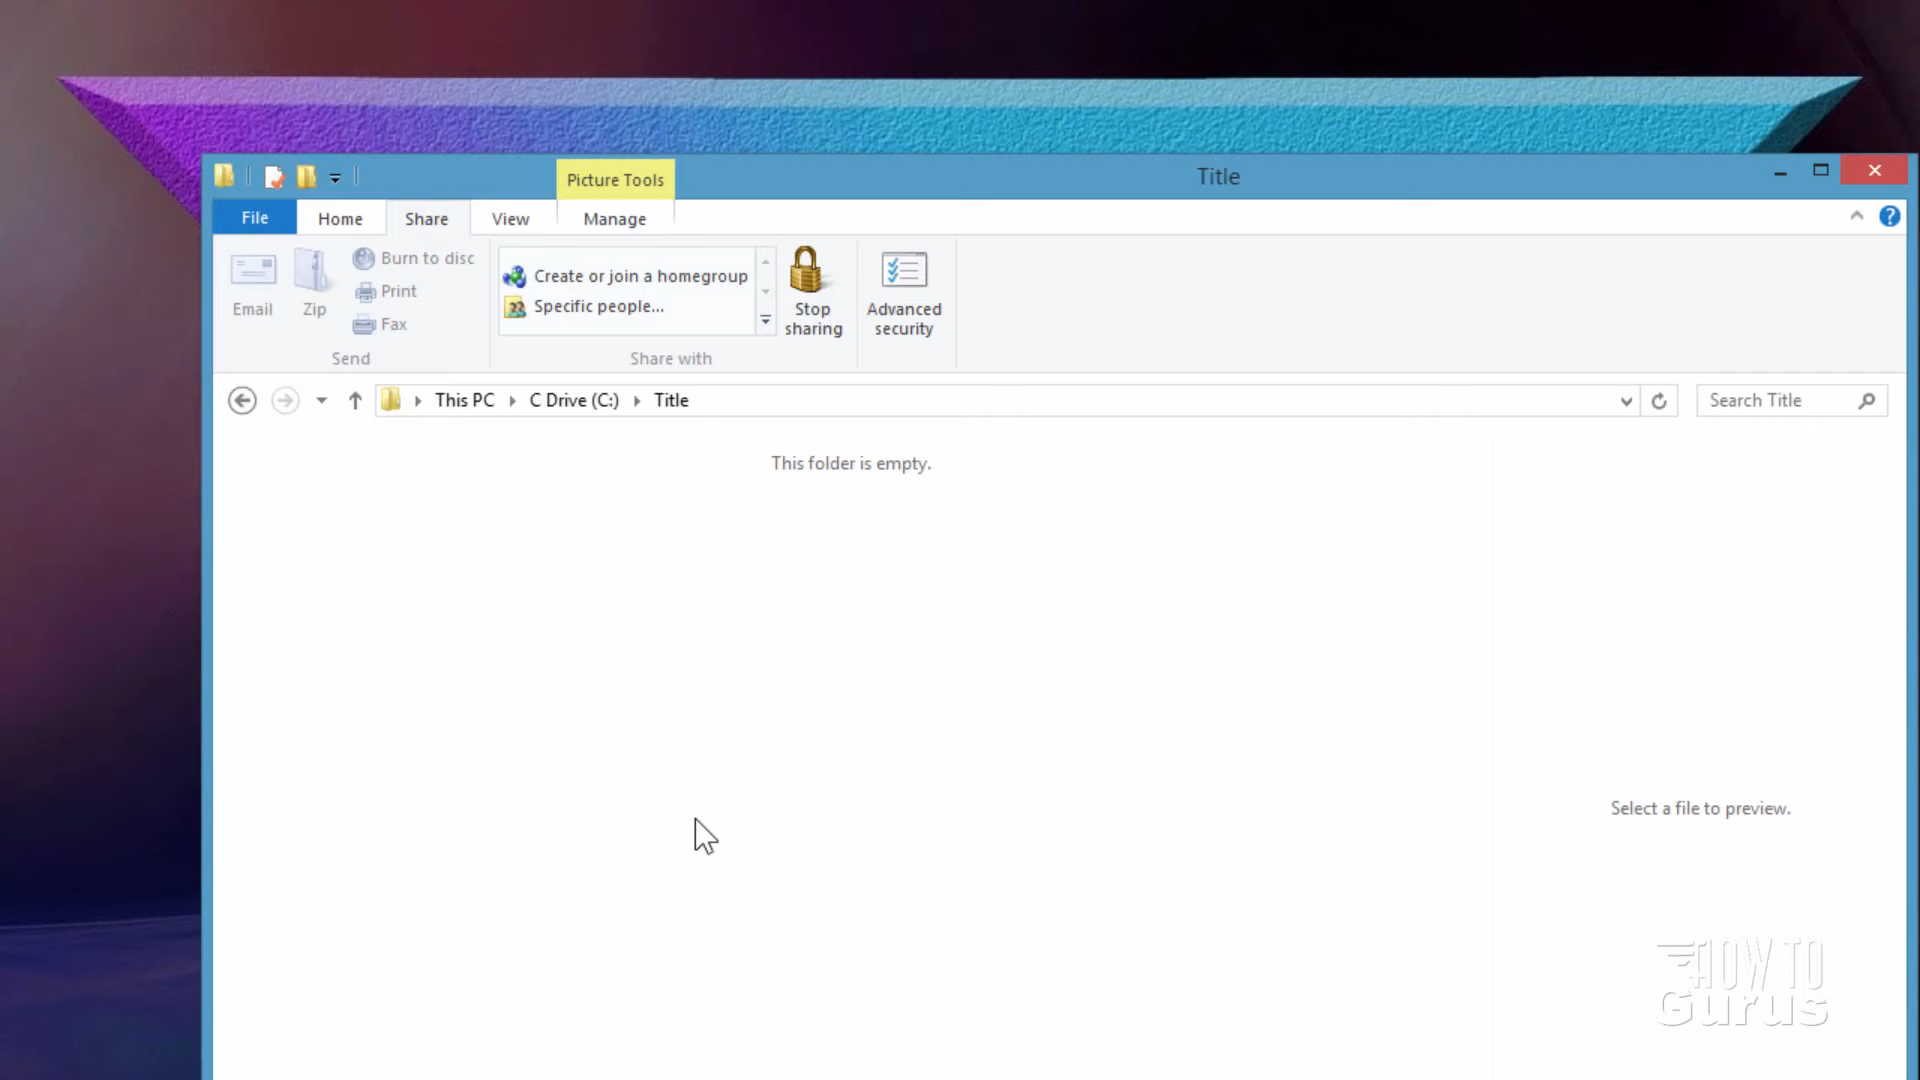 Picture Tools
Title
File
Home
Share
View
Manage
Email
Zip
Burn to disc
Print
Fax
Send
Create or join a homegroup
Specific people...
Share with
Stop
sharing
Advanced
security
This PC
C Drive (C:)
Title
Search Title
This folder is empty.
Select a file to preview.
HOW TO
Gurus